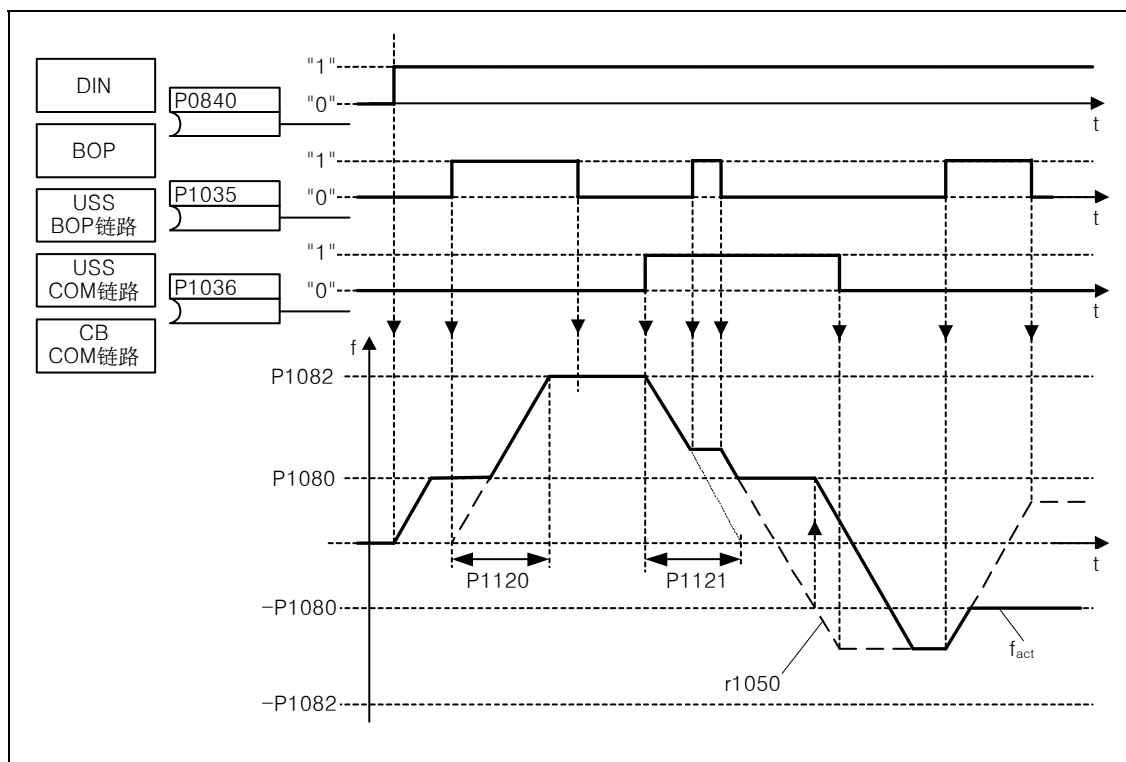 DIN
BOP
USS
BOP链路
USS
COM链路
CB
COM链路
P0840
P1035
P1036
"1"
"0"
t
"1"
"0"
t
"1"
"0"
t
f
P1082
P1080
P1120
P1121
t
-P1080
r1050
fact
-P1082